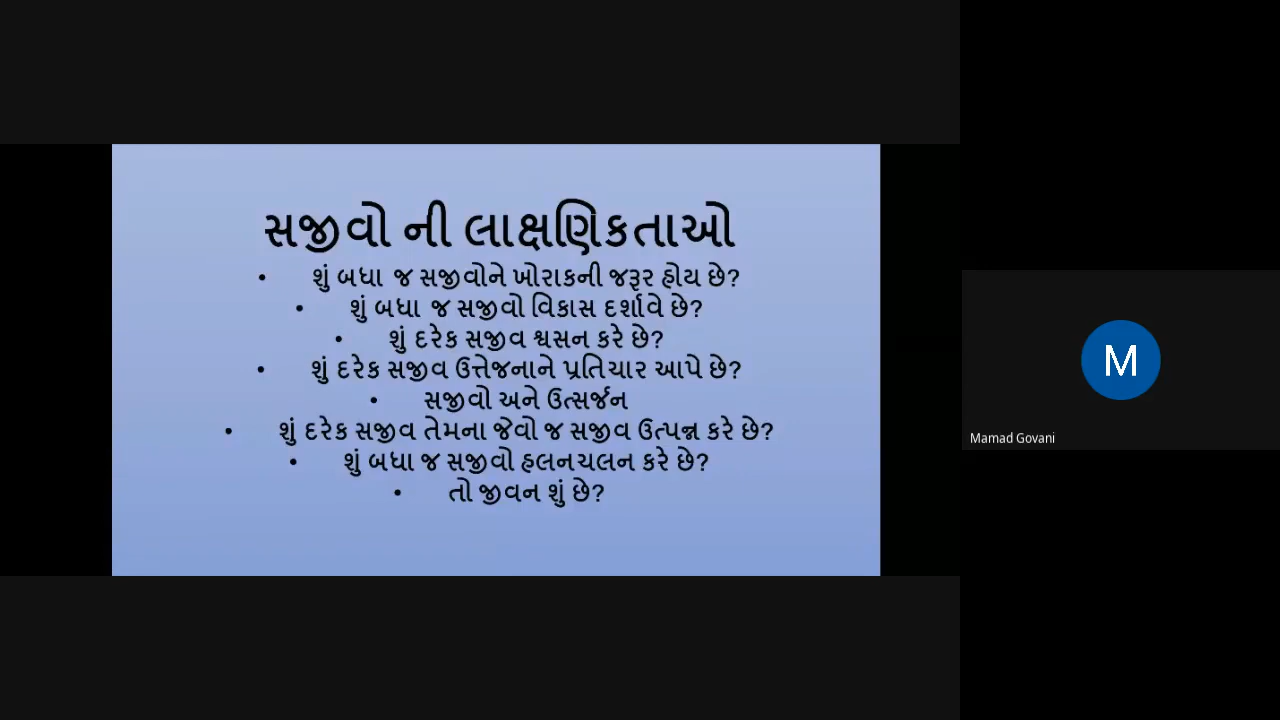 સજીવો ની લાક્ષણિકતાઓ
• શું બધા જ સજીવોને ખોરાકની જરૂર હોય છે?
• શું બધા જ સજીવો વિકાસ દર્શાવે છે?
• શું દરેક સજીવ શ્વસન કરે છે?
• શું દરેક સજીવ ઉત્તેજનાને પ્રતિચાર આપે છે?
• સજીવો અને ઉત્સર્જન
• શું દરેક સજીવ તેમના જેવો જ સજીવ ઉત્પન્ન કરે છે?
• શું બધા જ સજીવો હલનચલન કરે છે?
• તો જીવન શું છે?
M
Mamad Govani